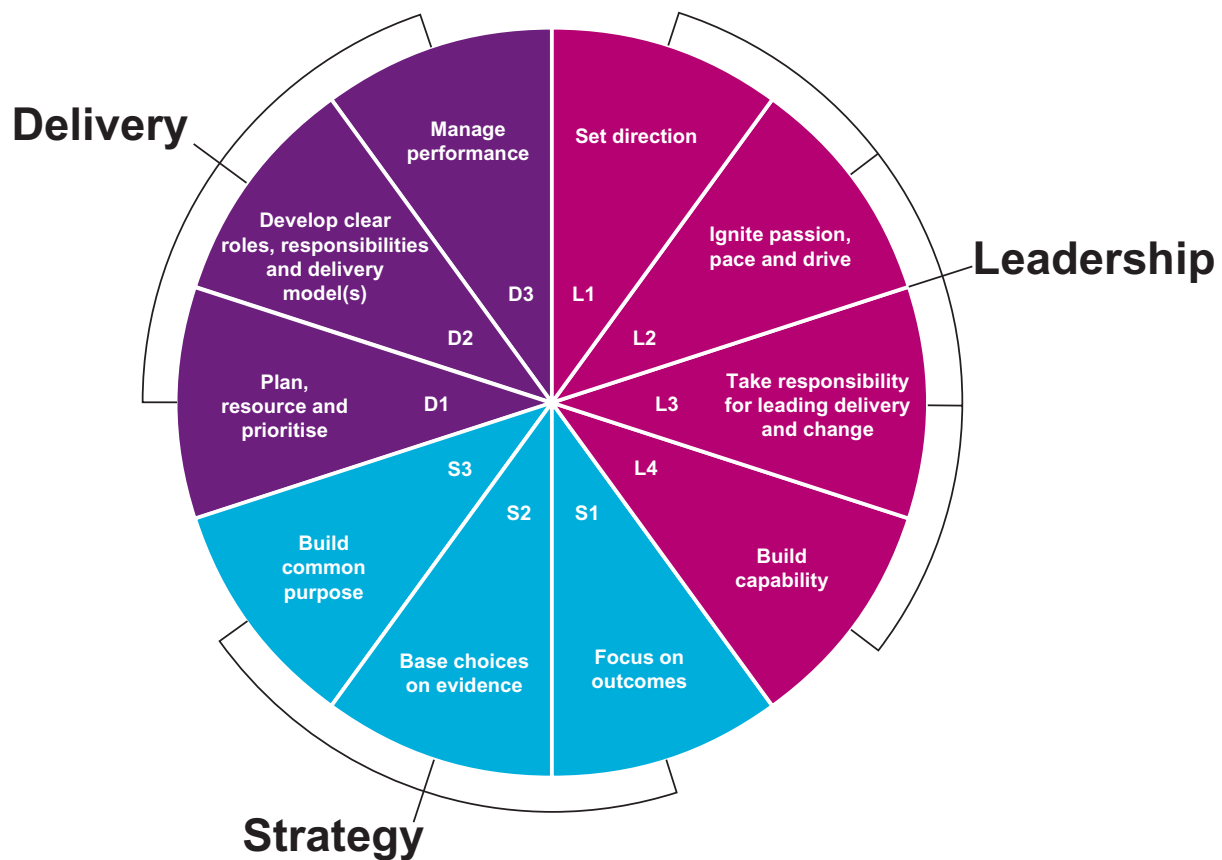 Delivery
Manage
performance
Set direction
Develop clear
roles, responsibilities
and delivery
model(s)
Ignite passion,
pace and drive
Leadership
D3
L1
D2
L2
Plan,
resource and
prioritise
D1
L3
Take responsibility
for leading delivery
and change
S3
L4
S2
S1
Build
common
purpose
Build
capability
Base choices
on evidence
Focus on
outcomes
Strategy